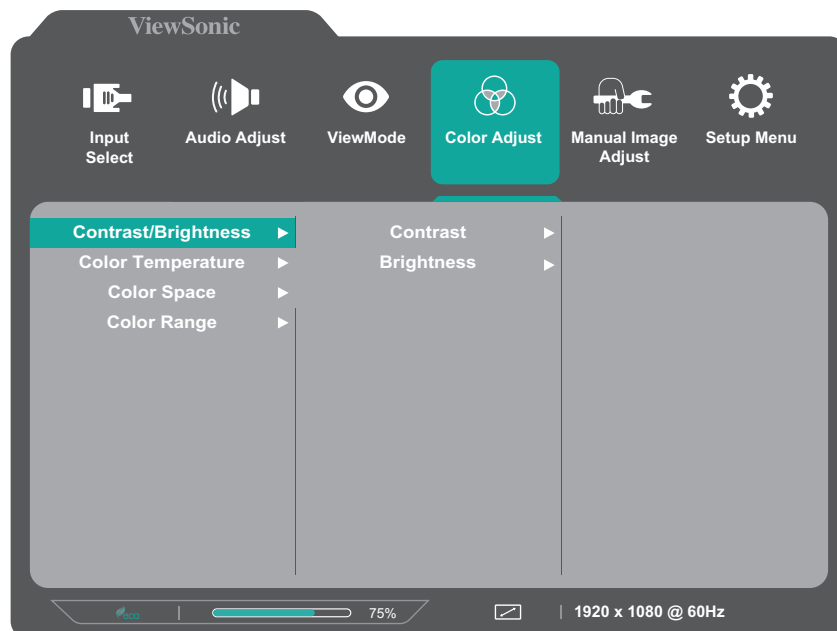 ViewSonic
Input
Select
Audio Adjust
ViewMode
Color Adjust
Manual Image
Adjust
Setup Menu
Contrast/Brightness
Contrast
Color Temperature
Brightness
Color Space
Color Range
eco
75%
1920 x 1080 @ 60Hz